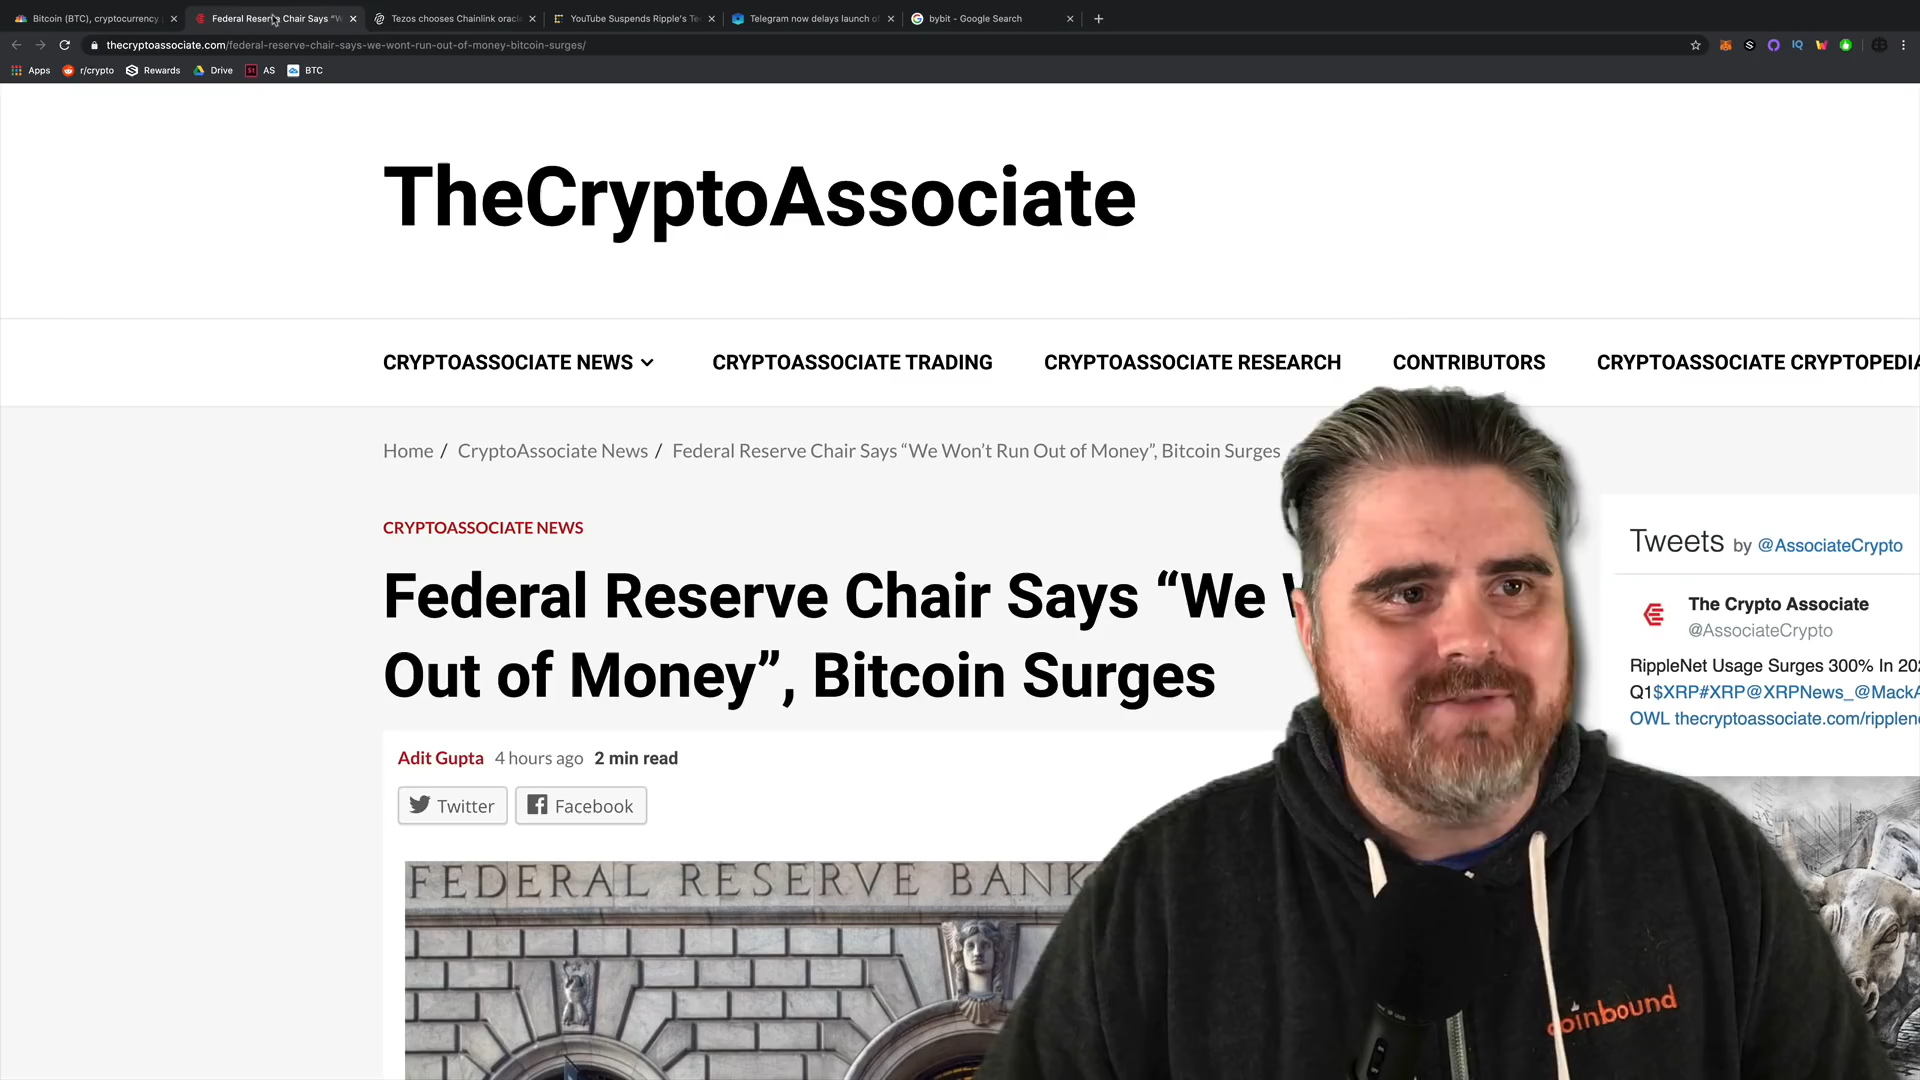 Bitcoin (BTC), cryptocurrency
Federal Reserve Chair Says “W
Tezos chooses Chainlink oracl
YouTube Suspends Ripple's Te
Telegram now delays launch of
bybit - Google Search
thecryptoassociate.com/federal-reserve-chair-says-we-wont-run-out-of-money-bitcoin-surges/
Apps
r/crypto
Rewards
Drive
AS
BTC
TheCryptoAssociate
CRYPTOASSOCIATE NEWS
CRYPTOASSOCIATE TRADING
CRYPTOASSOCIATE RESEARCH
CONTRIBUTORS
CRYPTOASSOCIATE CRYPTOPEDIA
Home / CryptoAssociate News / Federal Reserve Chair Says “We Won’t Run Out of Money”, Bitcoin Surges
CRYPTOASSOCIATE NEWS
Federal Reserve Chair Says “We W
Out of Money”, Bitcoin Surges
Adit Gupta 4 hours ago 2 min read
Twitter
Facebook
FEDERAL RESERVE BANK
Tweets by @AssociateCrypto
The Crypto Associate
@AssociateCrypto
RippleNet Usage Surges 300% In 202
Q1$XRP#XRP@XRPNews_@MackA
OWL thecryptoassociate.com/ripplene
coinbound